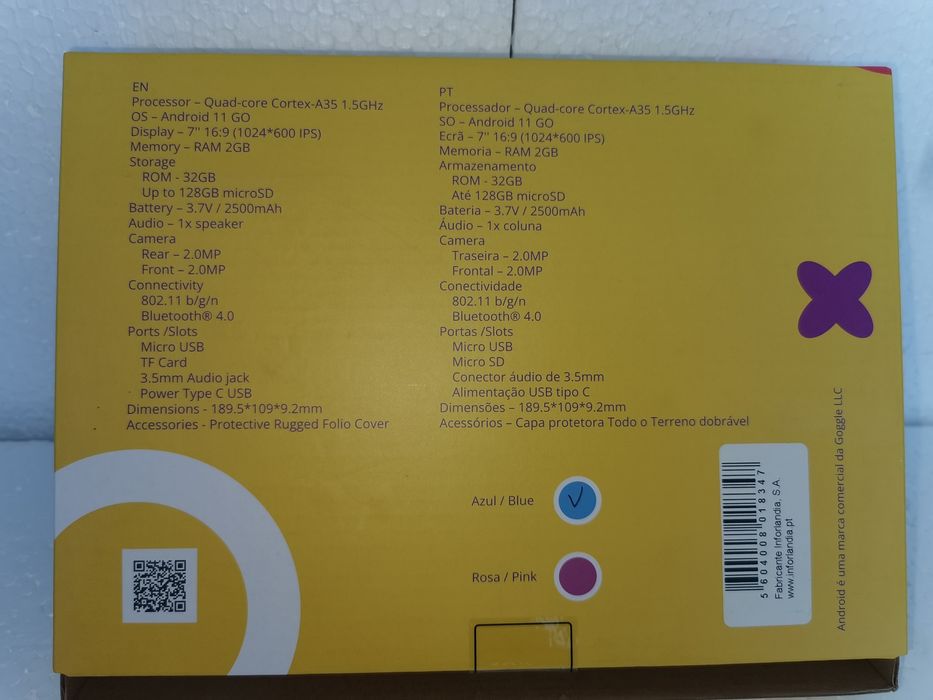 EN
Processor – Quad-core Cortex-A35 1.5GHz
OS – Android 11 GO
Display – 7'' 16:9 (1024*600 IPS)
Memory – RAM 2GB
Storage
ROM - 32GB
Up to 128GB microSD
Battery – 3.7V / 2500mAh
Audio – 1x speaker
Camera
Rear – 2.0MP
Front – 2.0MP
Connectivity
802.11 b/g/n
Bluetooth® 4.0
Ports /Slots
Micro USB
TF Card
3.5mm Audio jack
Power Type C USB
Dimensions - 189.5*109*9.2mm
Accessories - Protective Rugged Folio Cover
PT
Processador – Quad-core Cortex-A35 1.5GHz
SO – Android 11 GO
Ecrã – 7'' 16:9 (1024*600 IPS)
Memoria – RAM 2GB
Armazenamento
ROM - 32GB
Até 128GB microSD
Bateria – 3.7V / 2500mAh
Áudio – 1x coluna
Camera
Traseira – 2.0MP
Frontal – 2.0MP
Conectividade
802.11 b/g/n
Bluetooth® 4.0
Portas /Slots
Micro USB
Micro SD
Conector áudio de 3.5mm
Alimentação USB tipo C
Dimensões – 189.5*109*9.2mm
Acessórios – Capa protetora Todo o Terreno dobrável
Azul / Blue
Rosa / Pink
5604008018347
Fabricante Inforlandia, S.A.
www.inforlandia.pt
Android é uma marca comercial da Goggle LLC